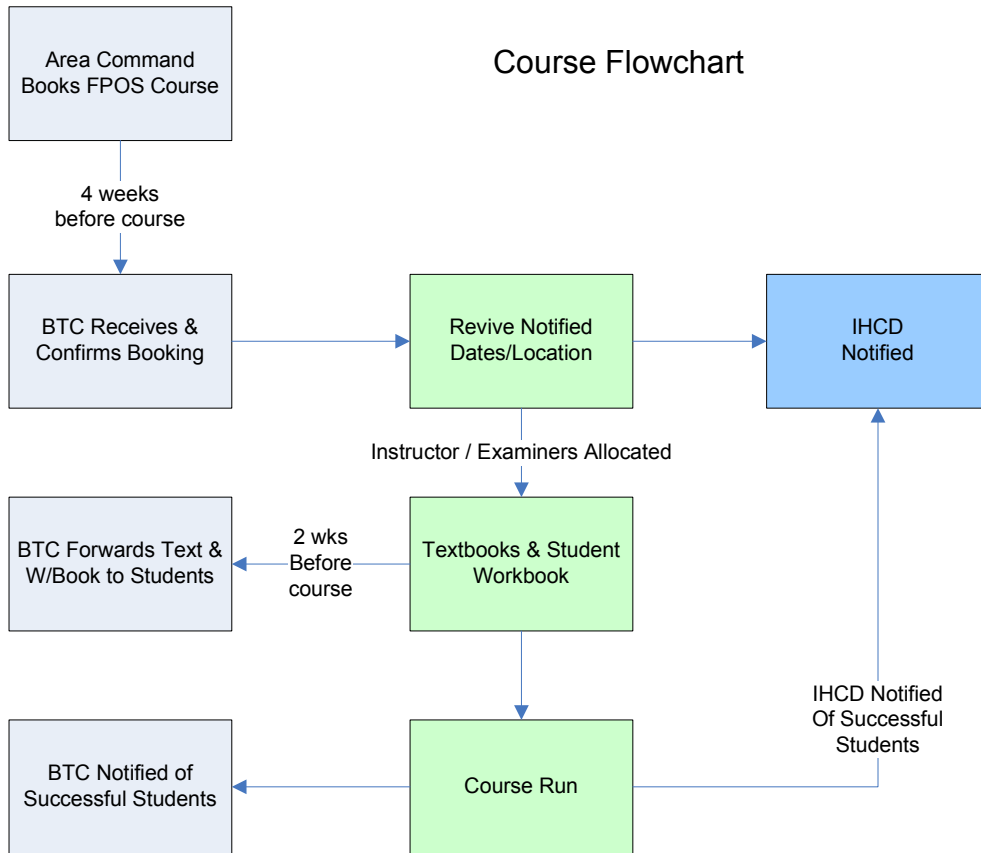 Area Command
Books FPOS Course
Course Flowchart
4 weeks
before course
BTC Receives &
Confirms Booking
Revive Notified
Dates/Location
IHCD
Notified
Instructor / Examiners Allocated
BTC Forwards Text &
W/Book to Students
2 wks
Before
course
Textbooks & Student
Workbook
IHCD Notified
Of Successful
Students
BTC Notified of
Successful Students
Course Run